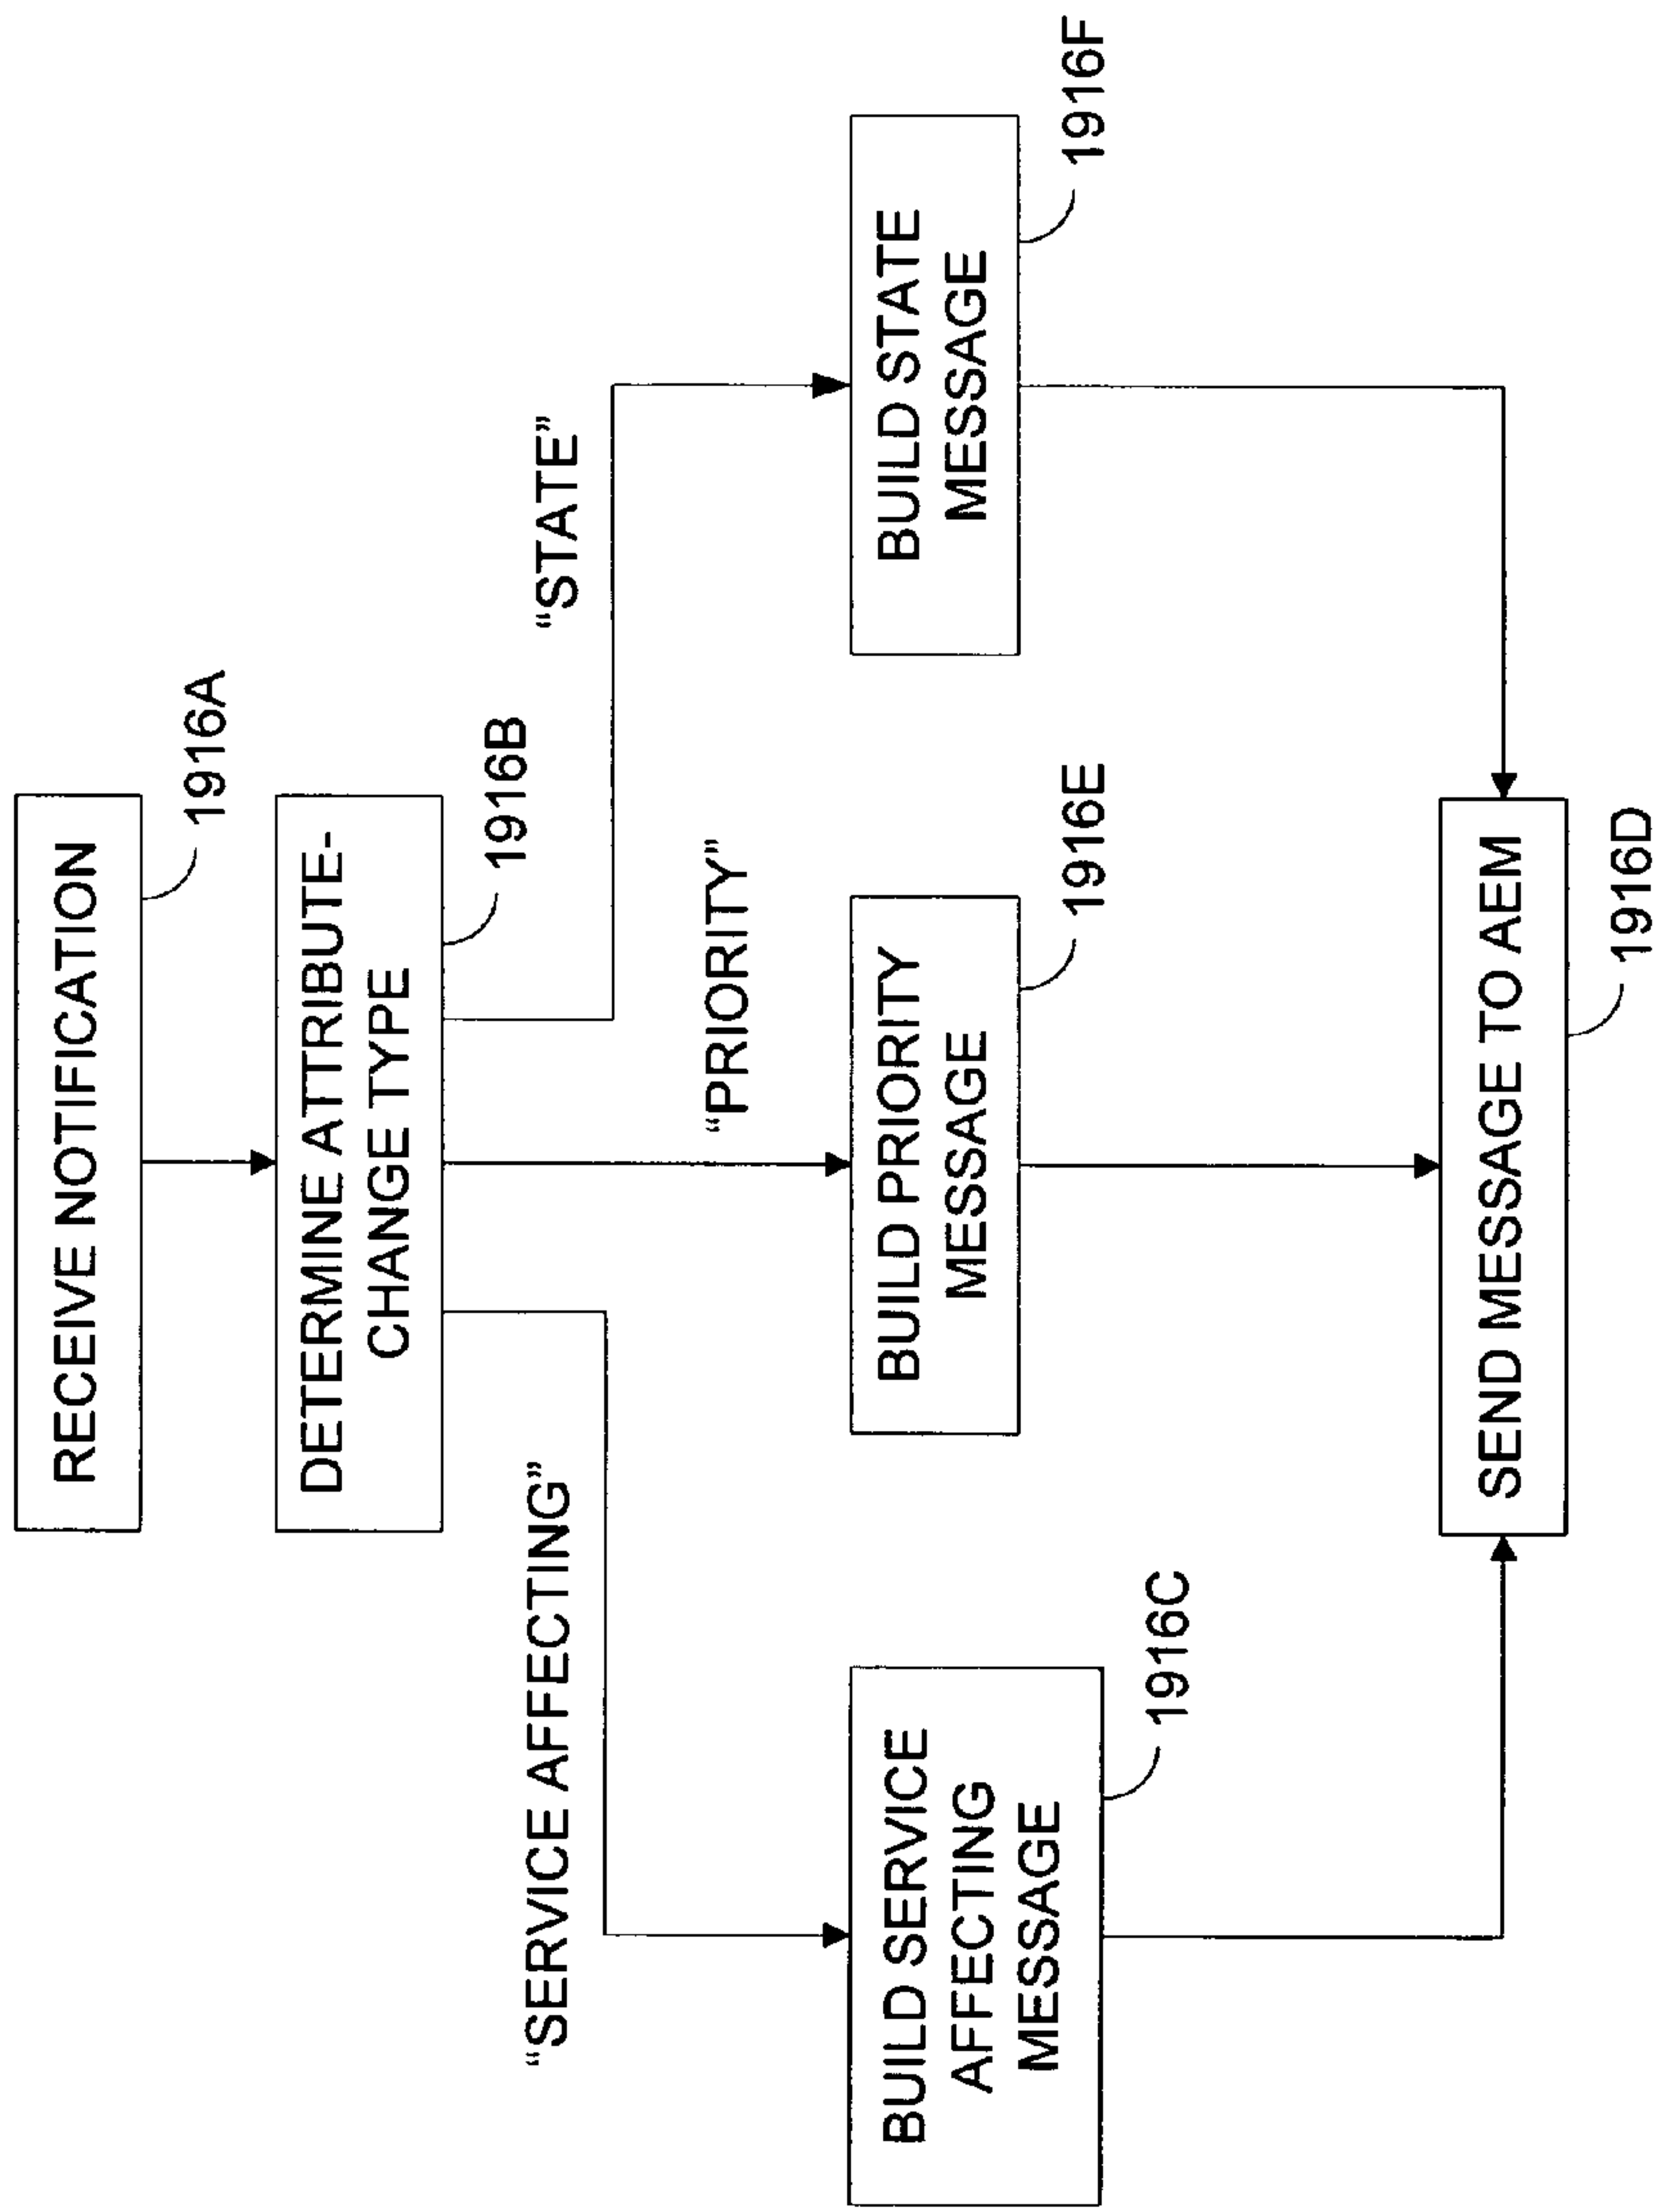 RECEIVE NOTIFICATION
1916A
DETERMINE ATTRIBUTE-
CHANGE TYPE
1916B
"SERVICE AFFECTING"
"PRIORITY"
"STATE"
BUILD SERVICE
AFFECTING
MESSAGE
1916C
BUILD PRIORITY
MESSAGE
1916E
BUILD STATE
MESSAGE
1916F
SEND MESSAGE TO AEM
1916D